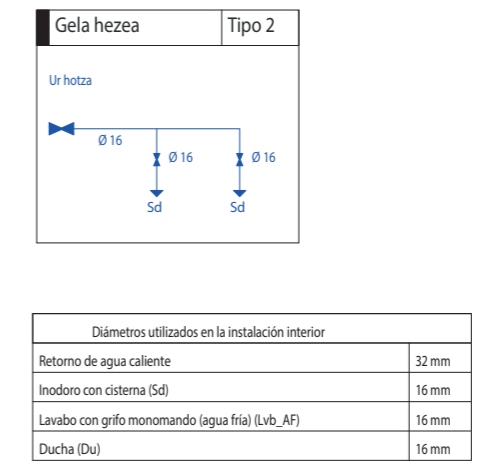 Gela hezea Tipo 2
Ur hotza
Ø 16
Ø 16 Ø 16
Sd Sd
Diámetros utilizados en la instalación interior
Retorno de agua caliente 32 mm
Inodoro con cisterna (Sd) 16 mm
Lavabo con grifo monomando (agua fría) (Lvb_AF) 16 mm
Ducha (Du) 16 mm